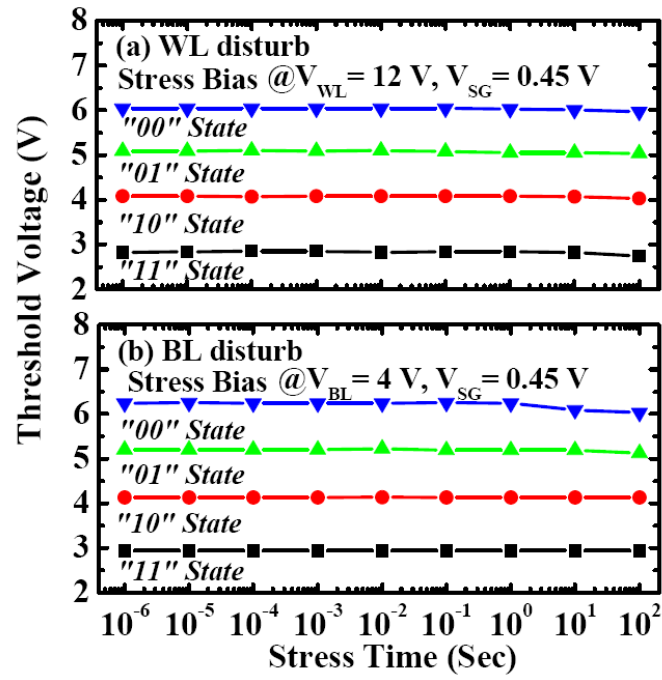 Threshold Voltage (V)
8
7
6
5
4
3
2
(a) WL disturb
Stress Bias @V_WL = 12 V, V_SG = 0.45 V
"00" State
"01" State
"10" State
"11" State
8
7
6
5
4
3
2
(b) BL disturb
Stress Bias @V_BL = 4 V, V_SG = 0.45 V
"00" State
"01" State
"10" State
"11" State
10^-6 10^-5 10^-4 10^-3 10^-2 10^-1 10^0 10^1 10^2
Stress Time (Sec)